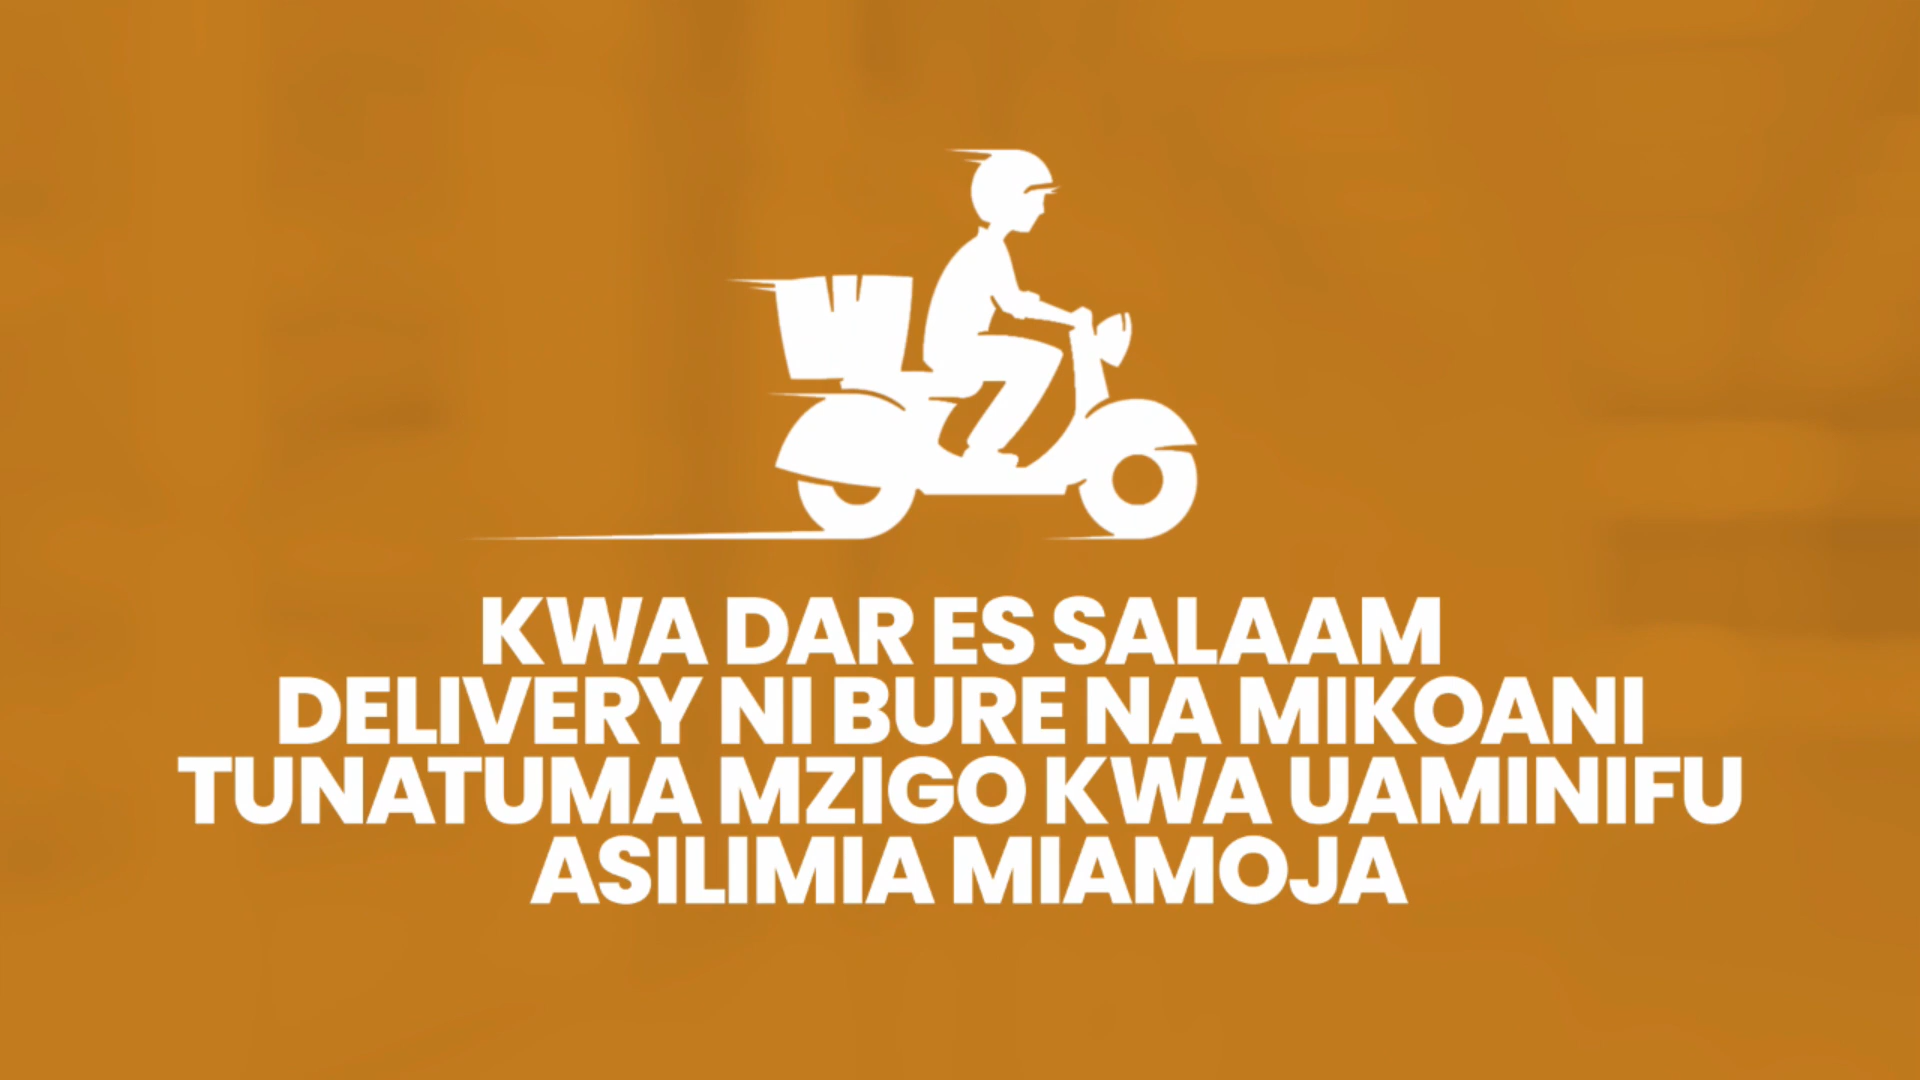 KWA DAR ES SALAAM
DELIVERY NI BURE NA MIKOANI
TUNATUMA MZIGO KWA UAMINIFU
ASILIMIA MIAMOJA